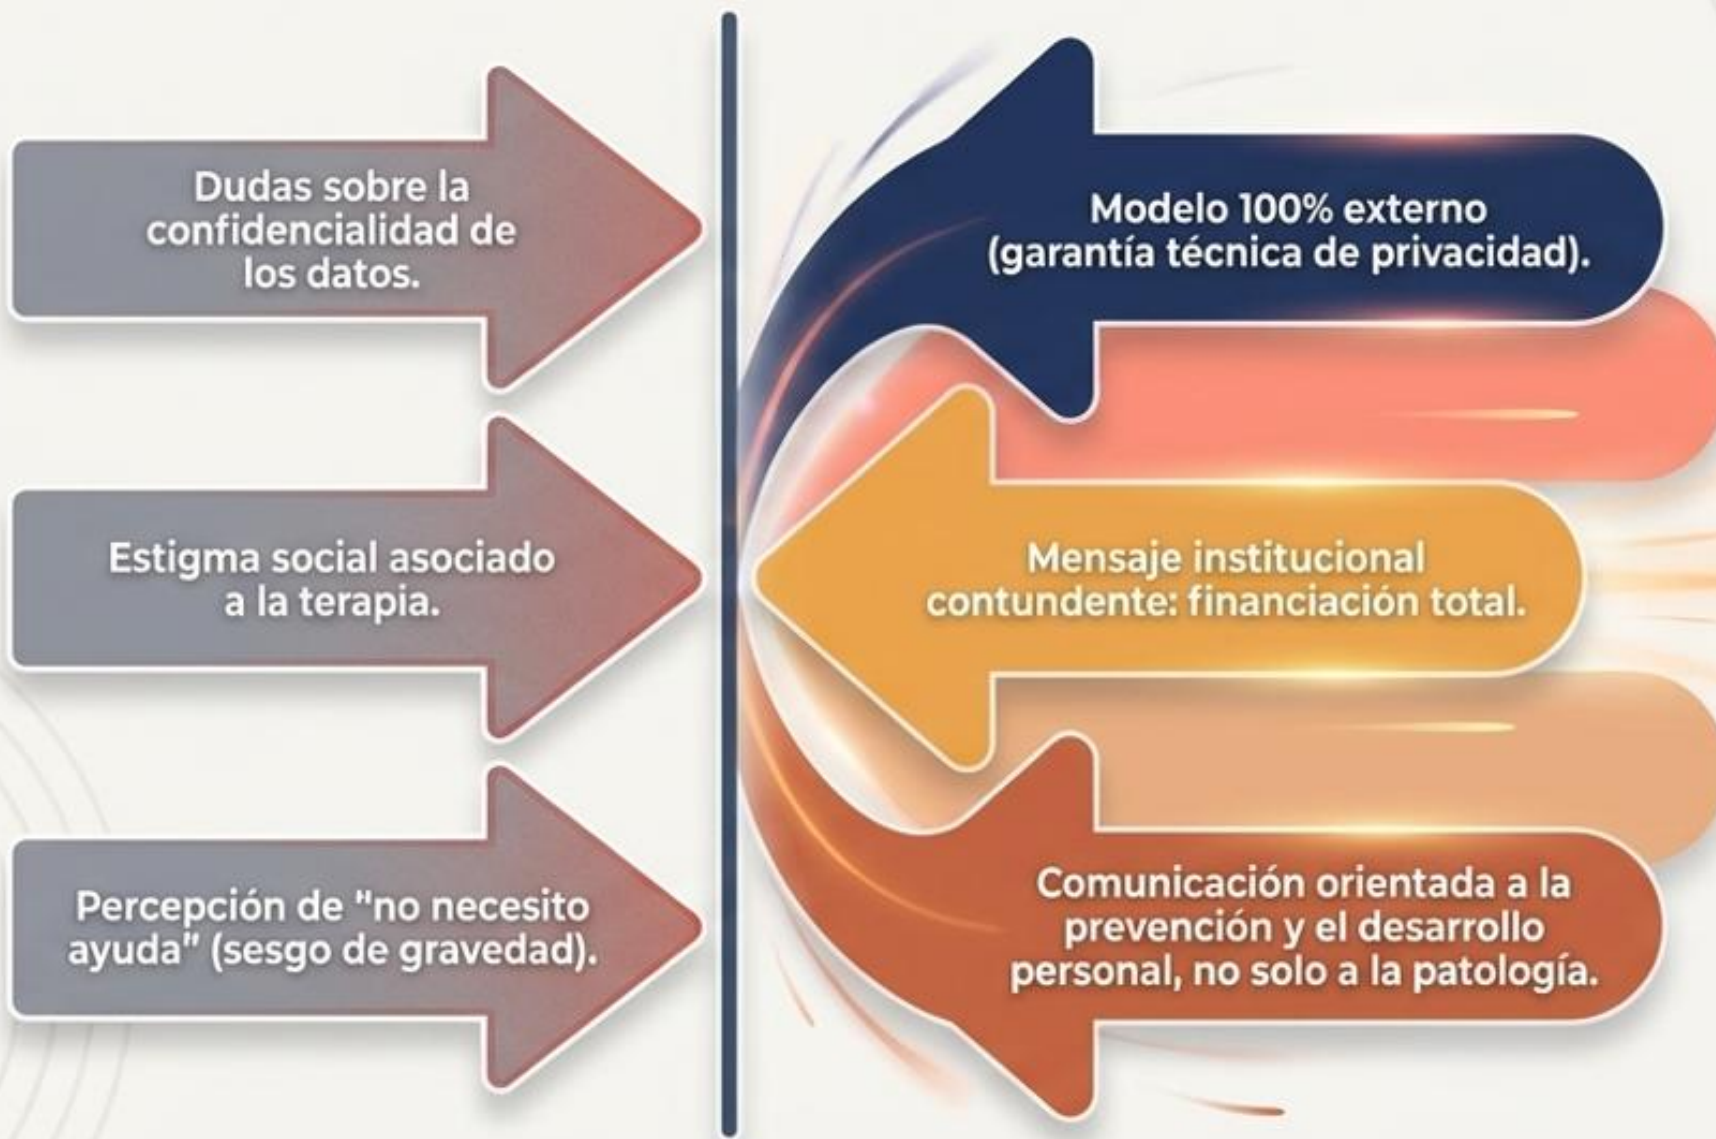 Dudas sobre la
confidencialidad de
los datos.
Modelo 100% externo
(garantía técnica de privacidad).
Estigma social asociado
a la terapia.
Mensaje institucional
contundente: financiación total.
Percepción de "no necesito
ayuda" (sesgo de gravedad).
Comunicación orientada a la
prevención y el desarrollo
personal, no solo a la patología.